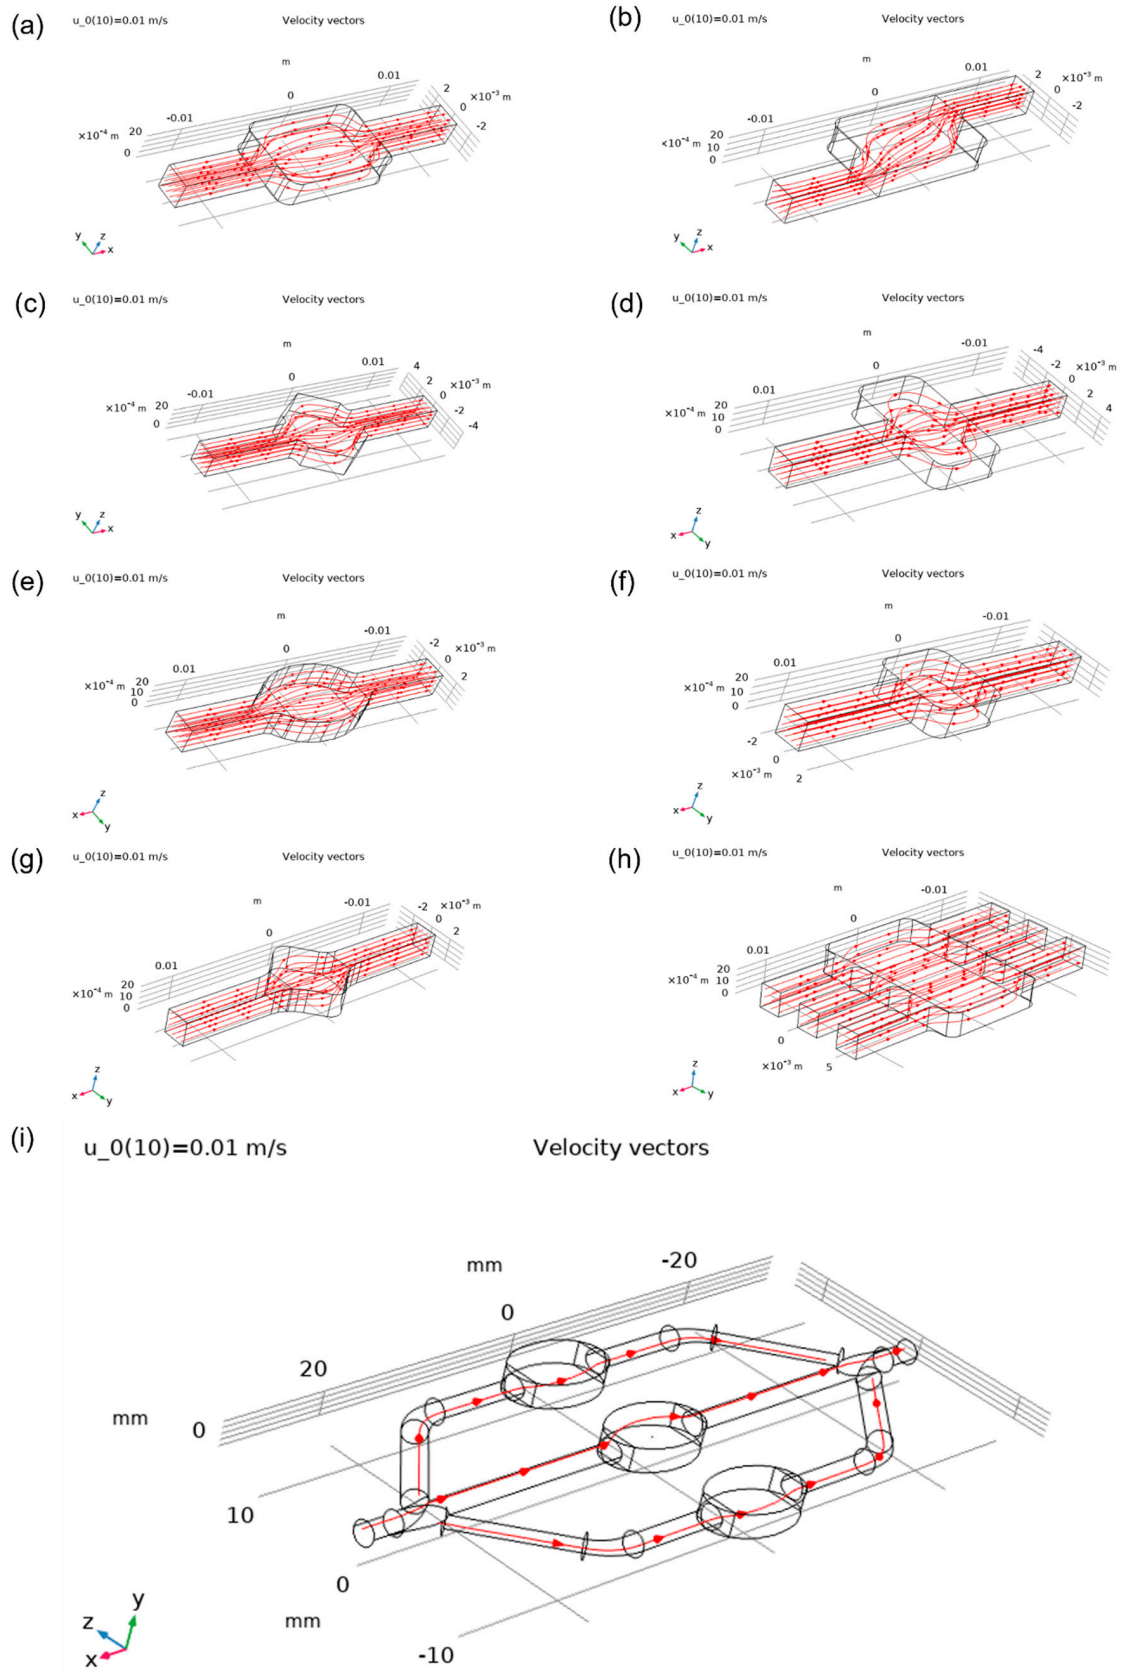 (a)
u_0(10)=0.01 m/s Velocity vectors
m
0.01
0
-0.01
2
×10⁻³ m
0
-2
×10⁻⁴ m 20
0
y z x
(b)
u_0(10)=0.01 m/s Velocity vectors
m
0.01
0
-0.01
2
×10⁻³ m
0
-2
×10⁻⁴ m 20
10
0
y z x
(c)
u_0(10)=0.01 m/s Velocity vectors
m
0.01
0
-0.01
4
2
×10⁻³ m
0
-2
-4
×10⁻⁴ m 20
0
y z x
(d)
u_0(10)=0.01 m/s Velocity vectors
m
-0.01
0
0.01
-4
-2
×10⁻³ m
0
2
4
×10⁻⁴ m 20
10
0
z
x
y
(e)
u_0(10)=0.01 m/s Velocity vectors
m
-0.01
0
0.01
-2
×10⁻³ m
0
2
×10⁻⁴ m 20
10
0
z
x
y
(f)
u_0(10)=0.01 m/s Velocity vectors
m
-0.01
0
0.01
×10⁻⁴ m 20
10
0
-2
0
×10⁻³ m 2
z
x
y
(g)
u_0(10)=0.01 m/s Velocity vectors
m
-0.01
0
0.01
-2 ×10⁻³ m
0
2
×10⁻⁴ m 20
10
0
z
x
y
(h)
u_0(10)=0.01 m/s Velocity vectors
m
-0.01
0
0.01
×10⁻⁴ m 20
10
0
0
×10⁻³ m 5
z
x
y
(i)
u_0(10)=0.01 m/s Velocity vectors
mm
-20
0
20
mm
0
10
0
mm
-10
y
z
x